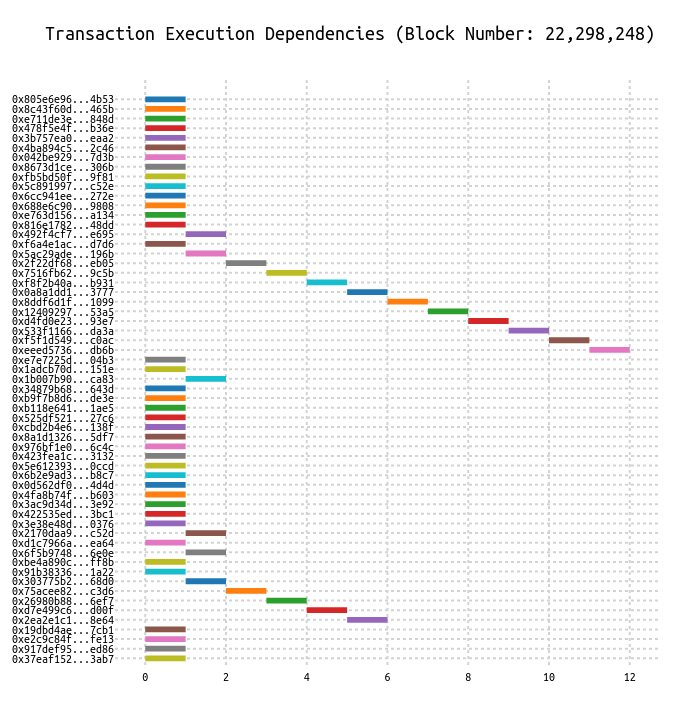 Transaction Execution Dependencies (Block Number: 22,298,248)
0x805e6e96...4b53
0x8c43f60d...465b
0xe711de3e...848d
0x478f5e4f...b36e
0x3b757ea0...eaa2
0x4ba894c5...2c46
0x042be929...7d3b
0x8673d1ce...306b
0xfb5bd50f...9f81
0x5c891997...c52e
0x6cc941ee...272e
0x688e6c90...9808
0xe763d156...a134
0x816e1782...48dd
0x492f4cf7...e695
0xf6a4e1ac...d7d6
0x5ac29ade...196b
0x2f22df68...eb05
0x7516fb62...9c5b
0xf8f2b40a...b931
0x0a8a1dd1...3777
0x8ddf6d1f...1099
0x12409297...53a5
0xd4fd0e23...93e7
0x533f1166...da3a
0xf5f1d549...c0ac
0xeeed5736...db6b
0xe7e7225d...04b3
0x1adcb70d...151e
0x1b007b90...ca83
0x34879b68...643d
0xb9f7b8d6...de3e
0xb118e641...1ae5
0x525df521...27c6
0xcbd2b4e6...138f
0x8a1d1326...5df7
0x976bf1e0...6c4c
0x423fea1c...3132
0x5e612393...0ccd
0x6b2e9ad3...b8c7
0x0d562df0...4d4d
0x4fa8b74f...b603
0x3ac9d34d...3e92
0x422535ed...3bc1
0x3e38e48d...0376
0x2170daa9...c52d
0xd1c7966a...ea64
0x6f5b9748...6e0e
0xbe4a890c...ff8b
0x91b38336...1a22
0x303775b2...68d0
0x75acee82...c3d6
0x26980b88...6ef7
0xd7e499c6...d00f
0x2ea2e1c1...8e64
0x19dbd4ae...7cb1
0xe2c9c84f...fe13
0x917def95...ed86
0x37eaf152...3ab7
0 2 4 6 8 10 12